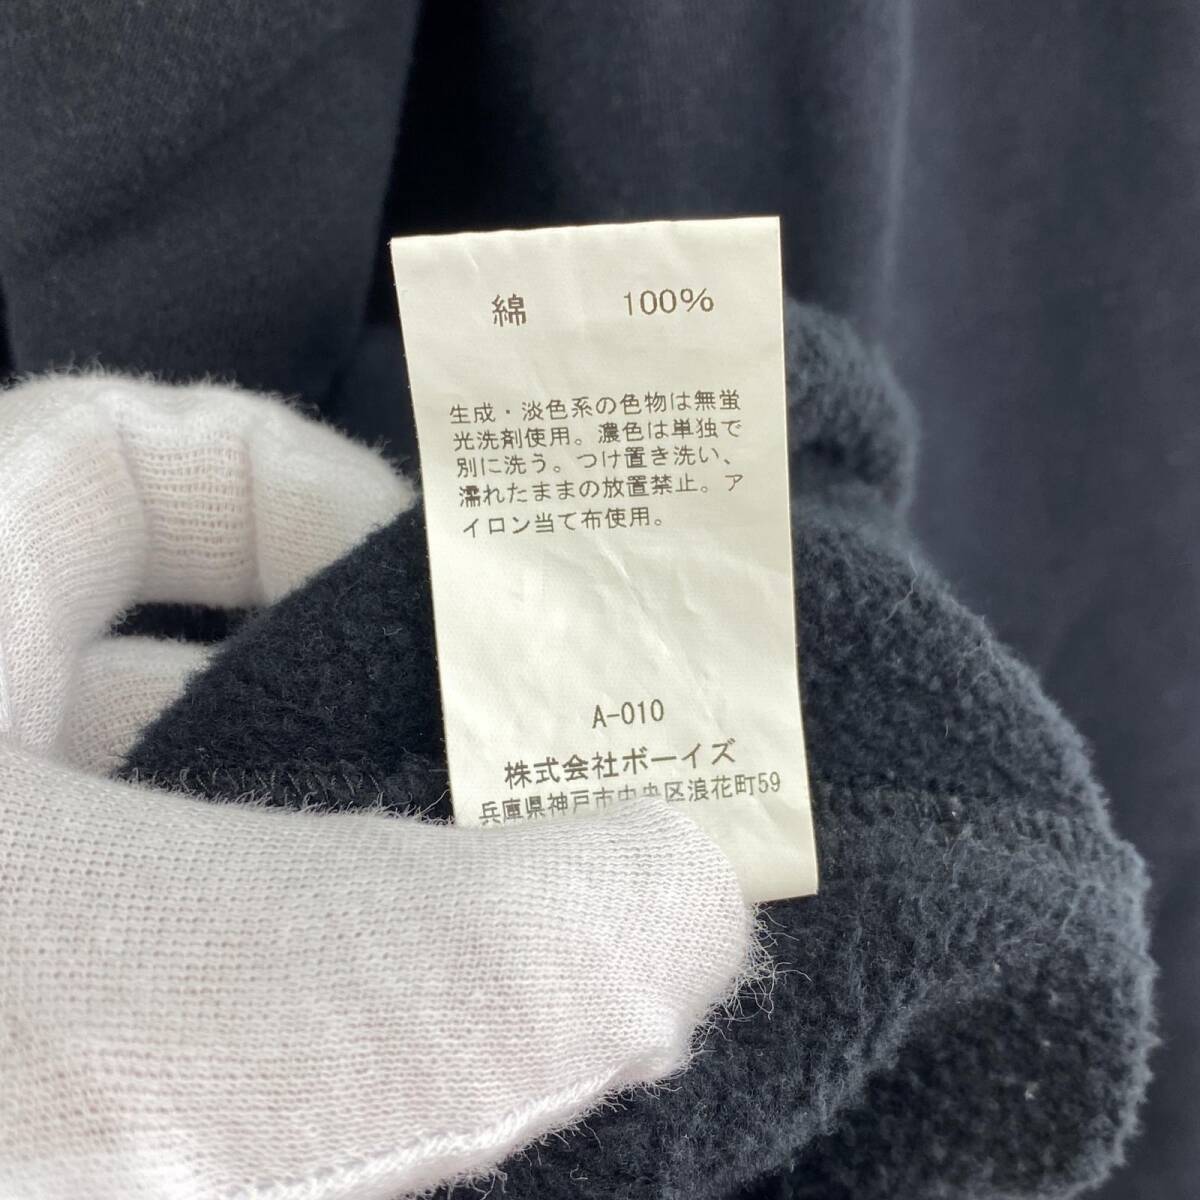 綿 100%
生成・淡色系の色物は無蛍
光洗剤使用。濃色は単独で
別に洗う。つけ置き洗い、
濡れたままの放置禁止。ア
イロン当て布使用。
A-010
株式会社ボーイズ
兵庫県神戸市中央区浪花町59